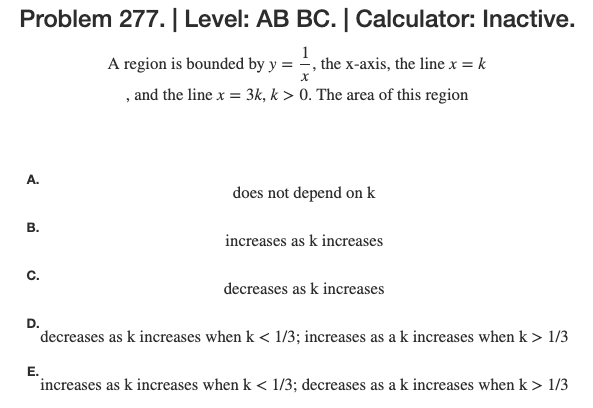 Problem 277. | Level: AB BC. | Calculator: Inactive.
A region is bounded by y = 1/x, the x-axis, the line x = k
, and the line x = 3k, k > 0. The area of this region
A.
does not depend on k
B.
increases as k increases
C.
decreases as k increases
D.
decreases as k increases when k < 1/3; increases as a k increases when k > 1/3
E.
increases as k increases when k < 1/3; decreases as a k increases when k > 1/3